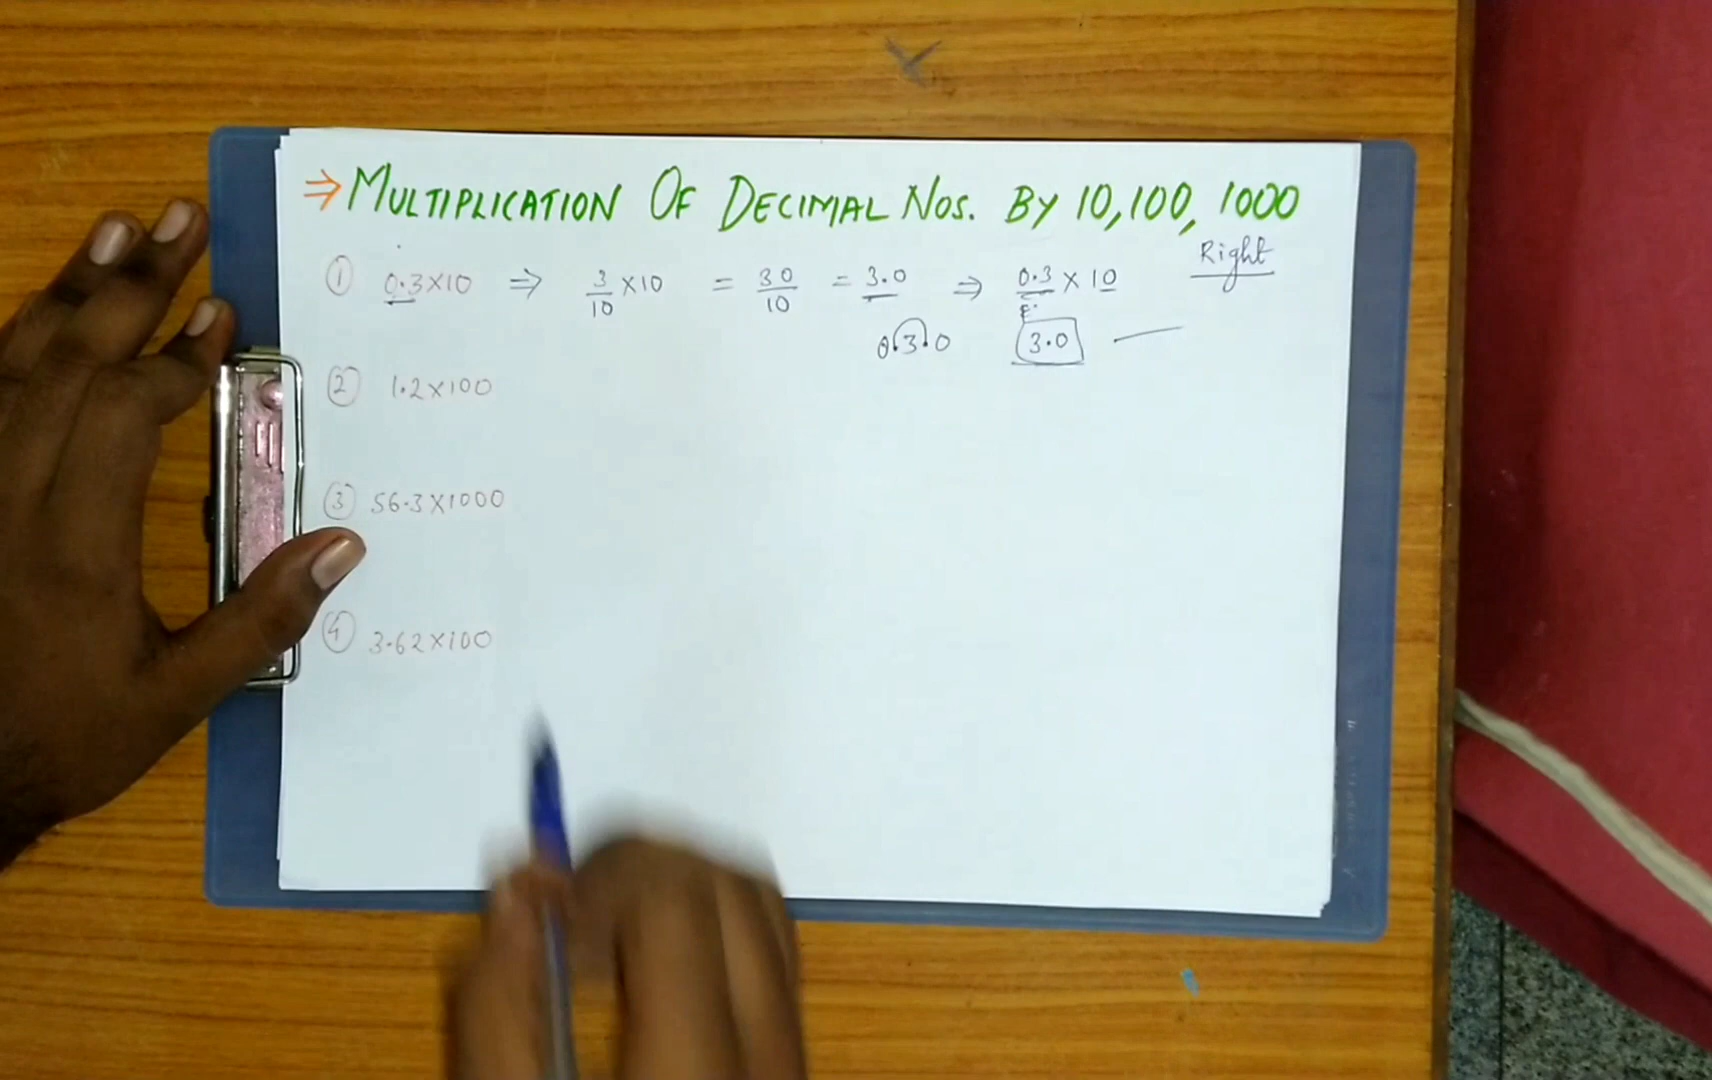 ⇒ MULTIPLICATION OF DECIMAL NOS. BY 10,100, 1000
Right
① 0.3×10 ⇒ 3/10 ×10 = 30/10 = 3.0 ⇒ 0.3 × 10
0.3.0 3.0
② 1.2×100
③ 56.3×1000
④ 3.62×100